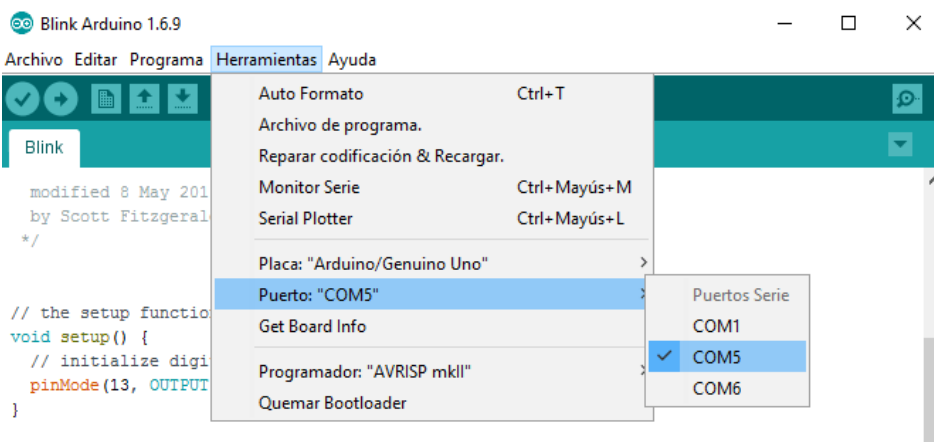 Blink Arduino 1.6.9
Archivo Editar Programa Herramientas Ayuda
Blink
modified 8 May 201
by Scott Fitzgeral
*/
// the setup functio
void setup() {
// initialize digi
pinMode(13, OUTPUT
}
Auto Formato Ctrl+T
Archivo de programa.
Reparar codificación & Recargar.
Monitor Serie Ctrl+Mayús+M
Serial Plotter Ctrl+Mayús+L
Placa: "Arduino/Genuino Uno"
Puerto: "COM5"
Get Board Info
Programador: "AVRISP mkII"
Quemar Bootloader
Puertos Serie
COM1
COM5
COM6